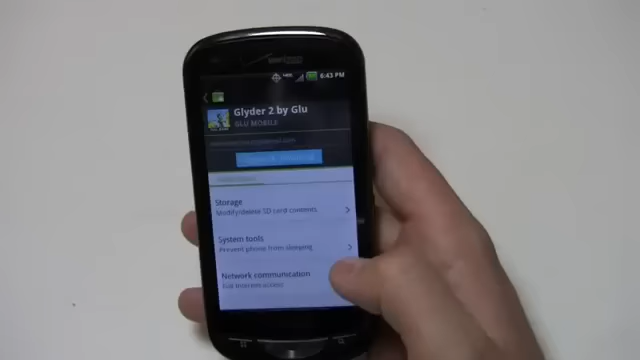 verizon
6:43 PM
Glyder 2 by Glu
GLU MOBILE
Storage
Modify/delete SD card contents
System tools
Prevent phone from sleeping
Network communication
Full Internet access